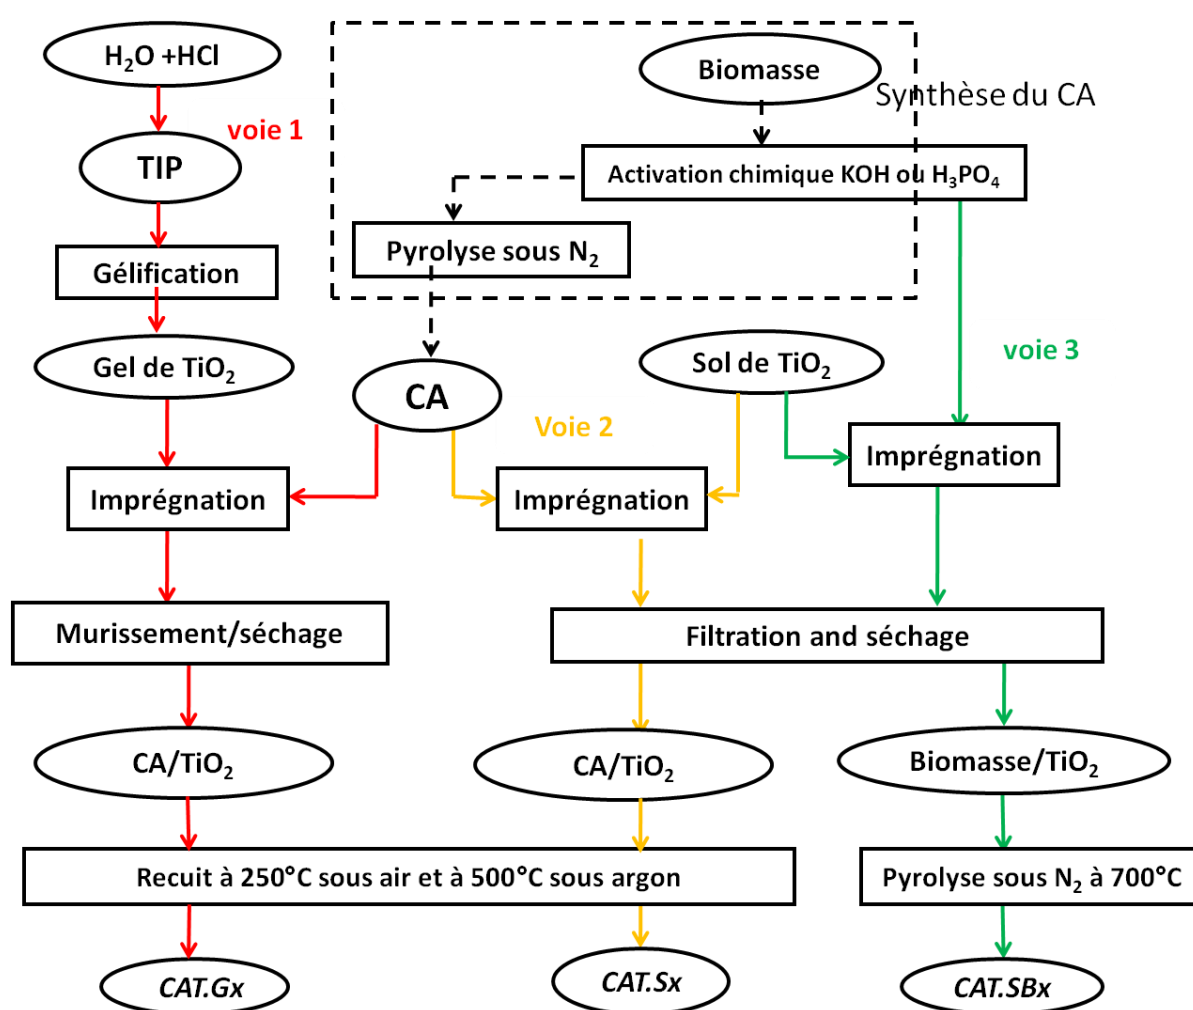 H₂O +HCl
Biomasse
Synthèse du CA
voie 1
TIP
Activation chimique KOH ou H₃PO₄
Pyrolyse sous N₂
Gélification
voie 3
Gel de TiO₂
Sol de TiO₂
CA
Voie 2
Imprégnation
Imprégnation
Imprégnation
Murissement/séchage
Filtration and séchage
CA/TiO₂
CA/TiO₂
Biomasse/TiO₂
Recuit à 250°C sous air et à 500°C sous argon
Pyrolyse sous N₂ à 700°C
CAT.Gx
CAT.Sx
CAT.SBx